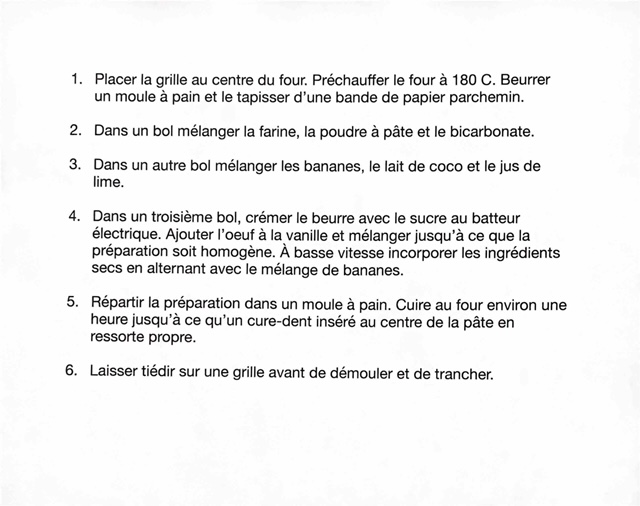 1. Placer la grille au centre du four. Préchauffer le four à 180 C. Beurrer
un moule à pain et le tapisser d'une bande de papier parchemin.
2. Dans un bol mélanger la farine, la poudre à pâte et le bicarbonate.
3. Dans un autre bol mélanger les bananes, le lait de coco et le jus de
lime.
4. Dans un troisième bol, crémer le beurre avec le sucre au batteur
électrique. Ajouter l'oeuf à la vanille et mélanger jusqu'à ce que la
préparation soit homogène. À basse vitesse incorporer les ingrédients
secs en alternant avec le mélange de bananes.
5. Répartir la préparation dans un moule à pain. Cuire au four environ une
heure jusqu'à ce qu'un cure-dent inséré au centre de la pâte en
ressorte propre.
6. Laisser tiédir sur une grille avant de démouler et de trancher.